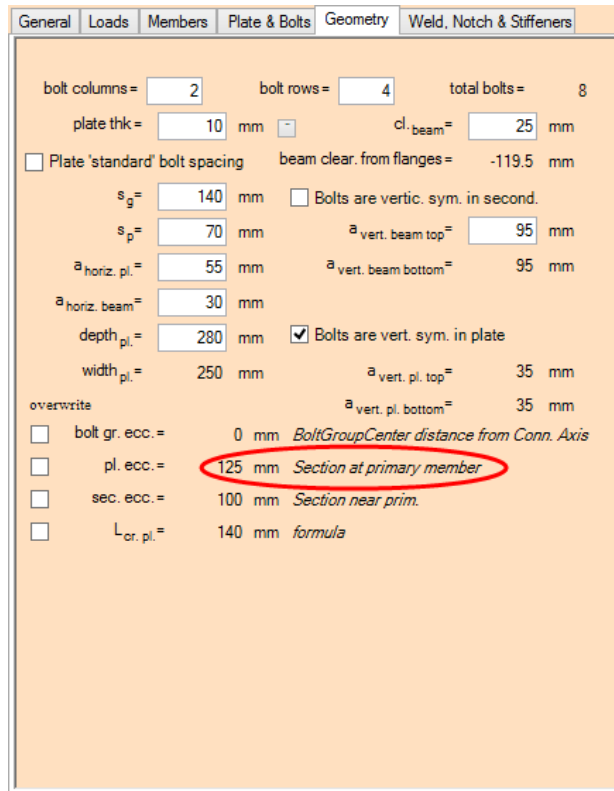 General Loads Members Plate & Bolts Geometry Weld, Notch & Stiffeners
bolt columns = 2 bolt rows = 4 total bolts = 8
plate thk = 10 mm - cl.beam= 25 mm
Plate 'standard' bolt spacing beam clear. from flanges = -119.5 mm
sg= 140 mm Bolts are vertic. sym. in second.
sp= 70 mm a vert. beam top= 95 mm
a horiz. pl.= 55 mm a vert. beam bottom= 95 mm
a horiz. beam= 30 mm
depth pl.= 280 mm Bolts are vert. sym. in plate
width pl.= 250 mm a vert. pl. top= 35 mm
overwrite a vert. pl. bottom= 35 mm
bolt gr. ecc. = 0 mm BoltGroupCenter distance from Conn. Axis
pl. ecc. = 125 mm Section at primary member
sec. ecc. = 100 mm Section near prim.
Lcr. pl.= 140 mm formula